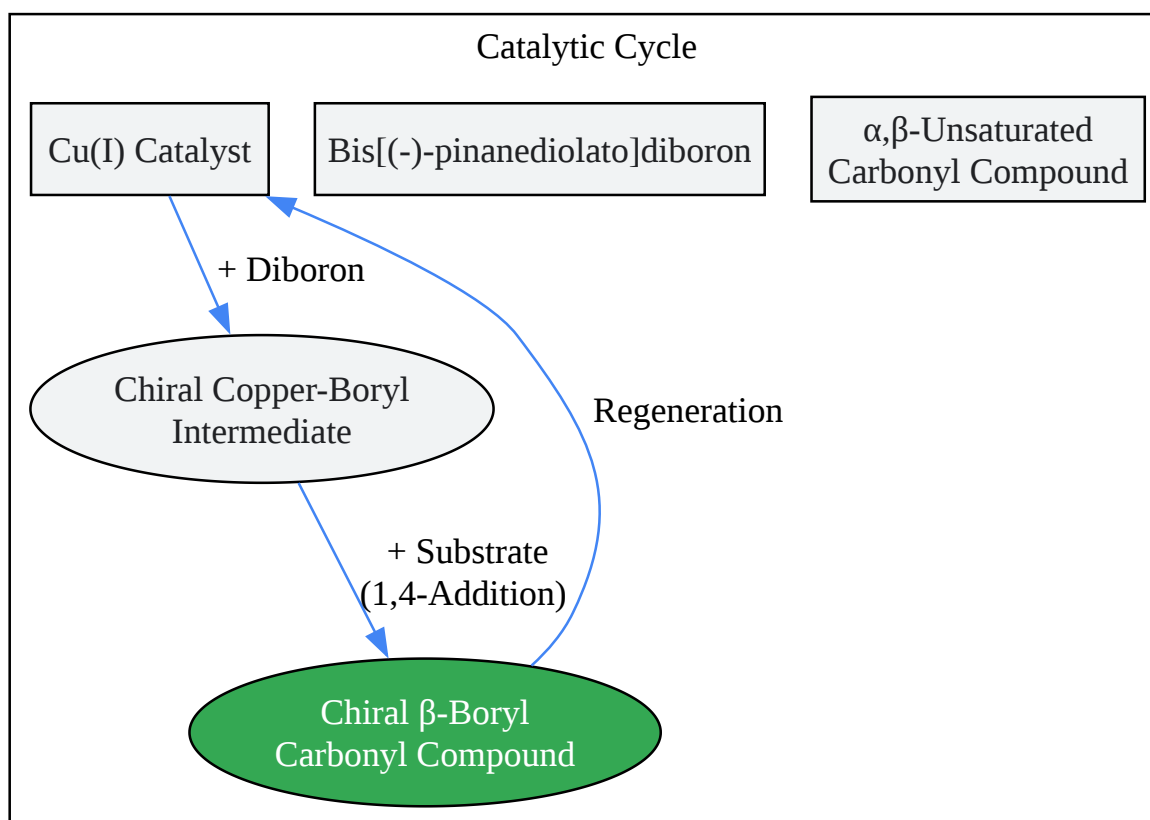 Catalytic Cycle
Cu(I) Catalyst
Bis[(-)-pinanediolato]diboron
α,β-Unsaturated
Carbonyl Compound
+ Diboron
Chiral Copper-Boryl
Intermediate
Regeneration
+ Substrate
(1,4-Addition)
Chiral β-Boryl
Carbonyl Compound